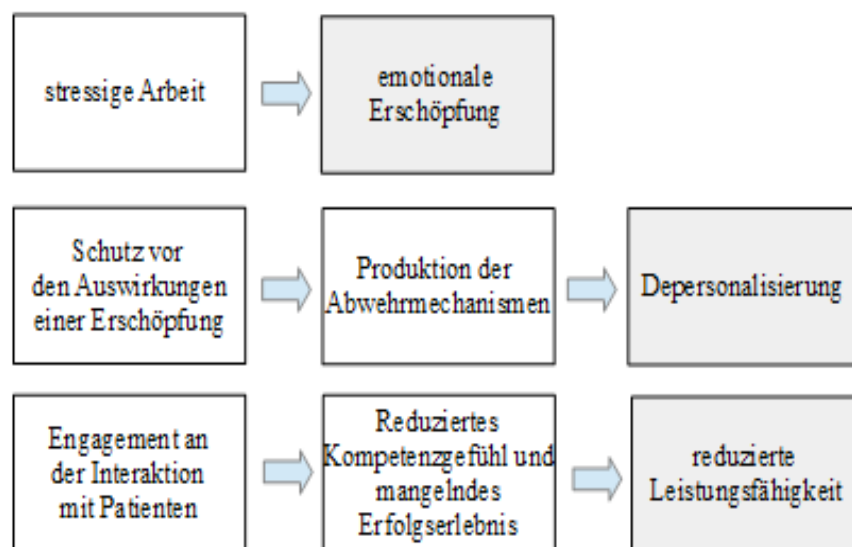 stressige Arbeit
emotionale
Erschöpfung
Schutz vor
den Auswirkungen
einer Erschöpfung
Produktion der
Abwehrmechanismen
Depersonalisierung
Engagement an
der Interaktion
mit Patienten
Reduziertes
Kompetenzgefühl und
mangelndes
Erfolgserlebnis
reduzierte
Leistungsfähigkeit